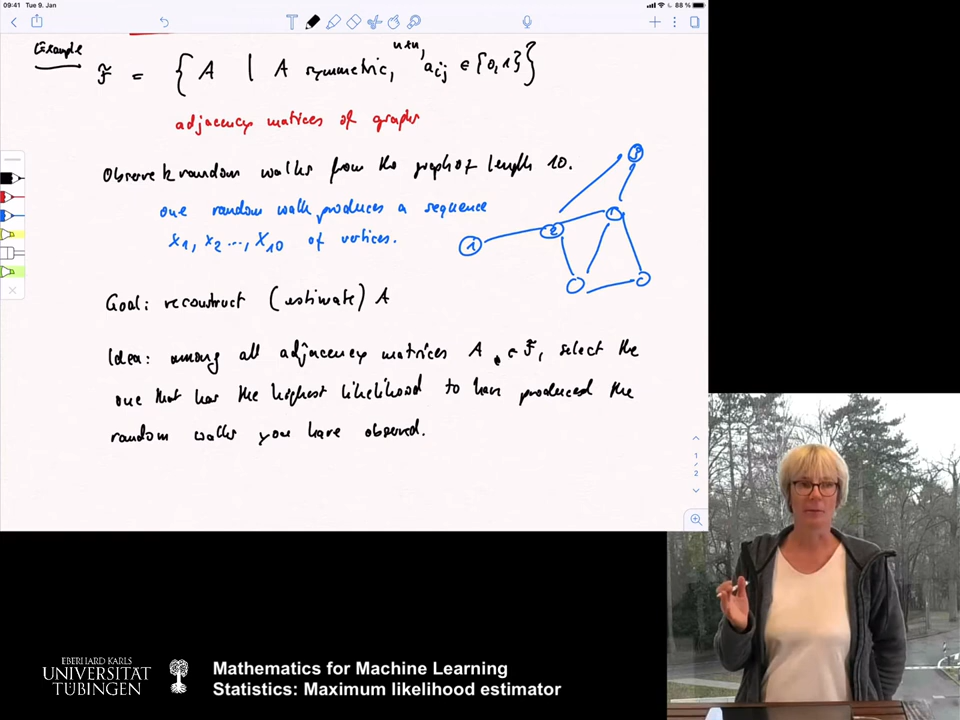 09:41 Tue 9. Jan
88 %
Example
F̃ = { A | A symmetric, n×n, aij ∈ {0,1} }
adjacency matrices of graphs
Observe k random walks from the graph of length 10.
one random walk produces a sequence
x1, x2 ..., x10 of vertices.
1
2
Goal: reconstruct (estimate) A
Idea: among all adjacency matrices A ∈ F̃, select the
one that has the highest likelihood to have produced the
random walks you have observed.
1
/
2
EBERHARD KARLS
UNIVERSITÄT
TÜBINGEN
Mathematics for Machine Learning
Statistics: Maximum likelihood estimator